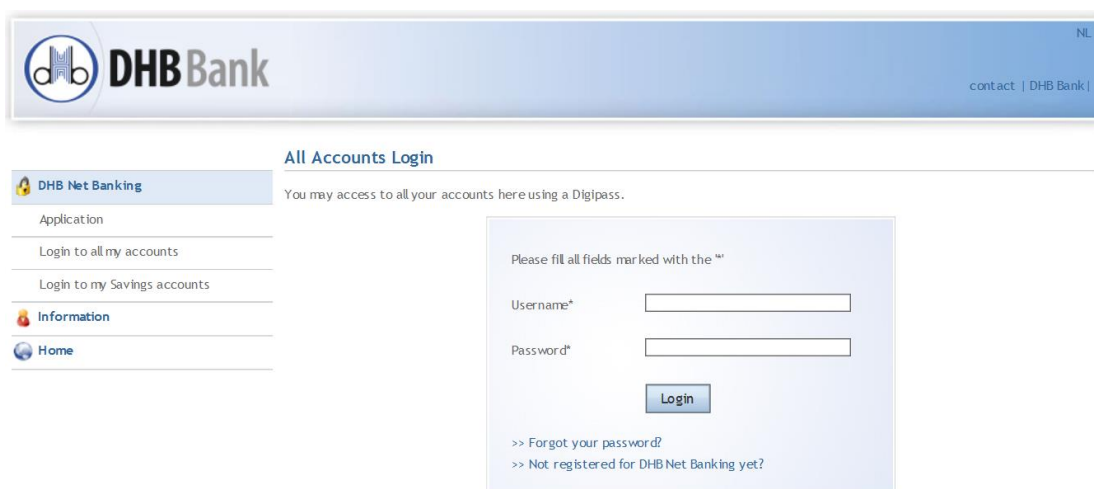 dhb DHB Bank
NL
contact | DHB Bank |
All Accounts Login
DHB Net Banking
You may access to all your accounts here using a Digipass.
Application
Login to all my accounts
Login to my Savings accounts
Information
Home
Please fill all fields marked with the '*'
Username*
Password*
Login
>> Forgot your password?
>> Not registered for DHB Net Banking yet?